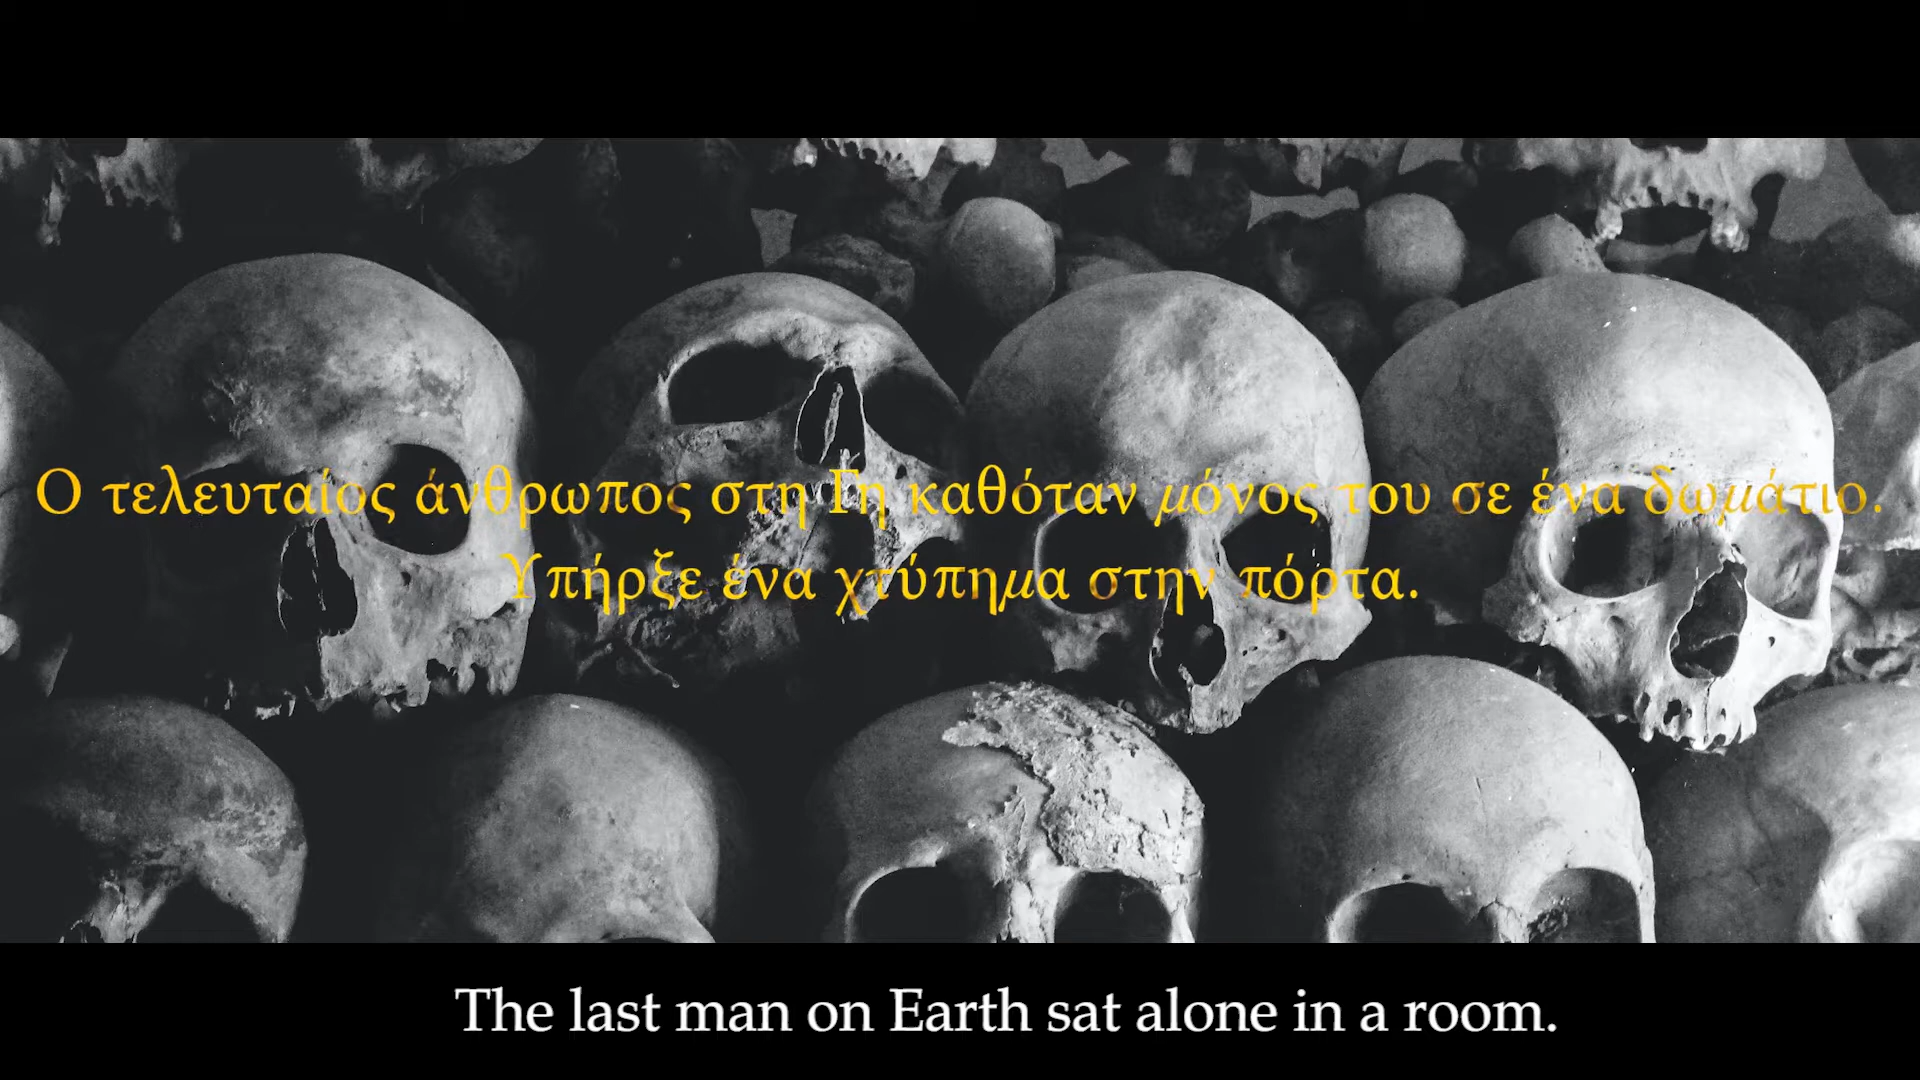 Ο τελευταίος άνθρωπος στη Γη καθόταν μόνος του σε ένα δωμάτιο.
Υπήρξε ένα χτύπημα στην πόρτα.
The last man on Earth sat alone in a room.